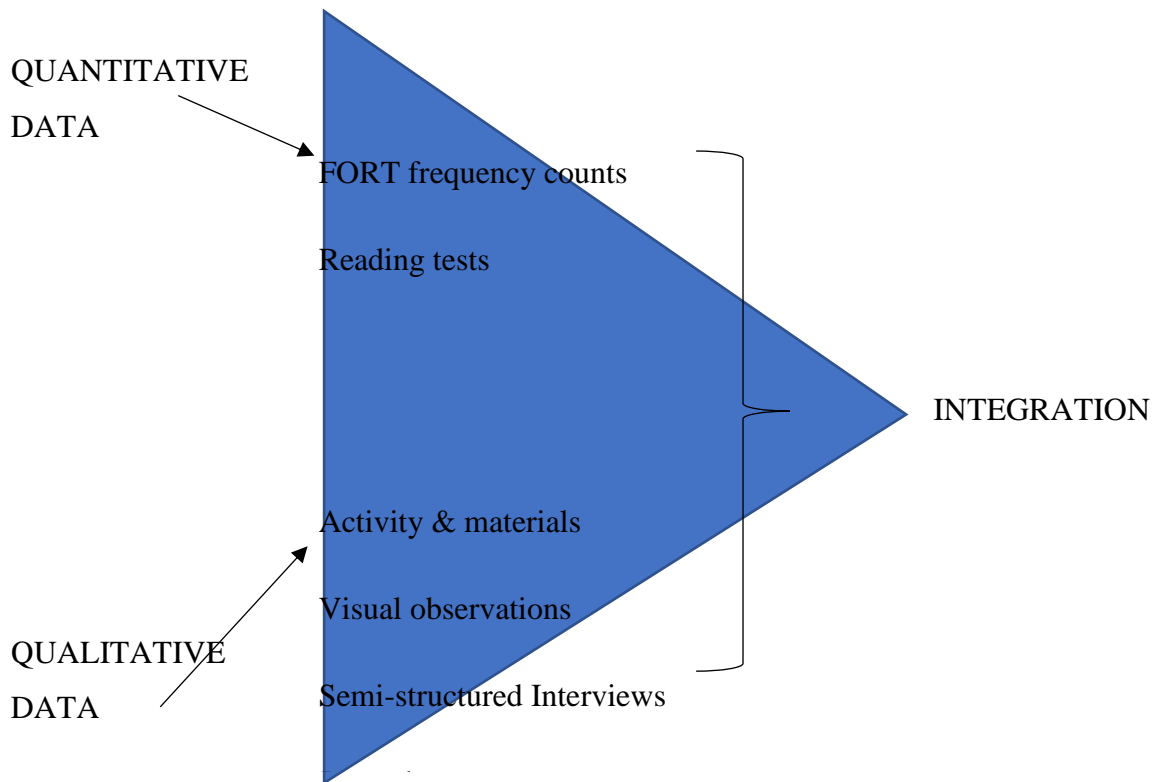 QUANTITATIVE
DATA
FORT frequency counts
Reading tests
INTEGRATION
Activity & materials
Visual observations
QUALITATIVE
DATA
Semi-structured Interviews